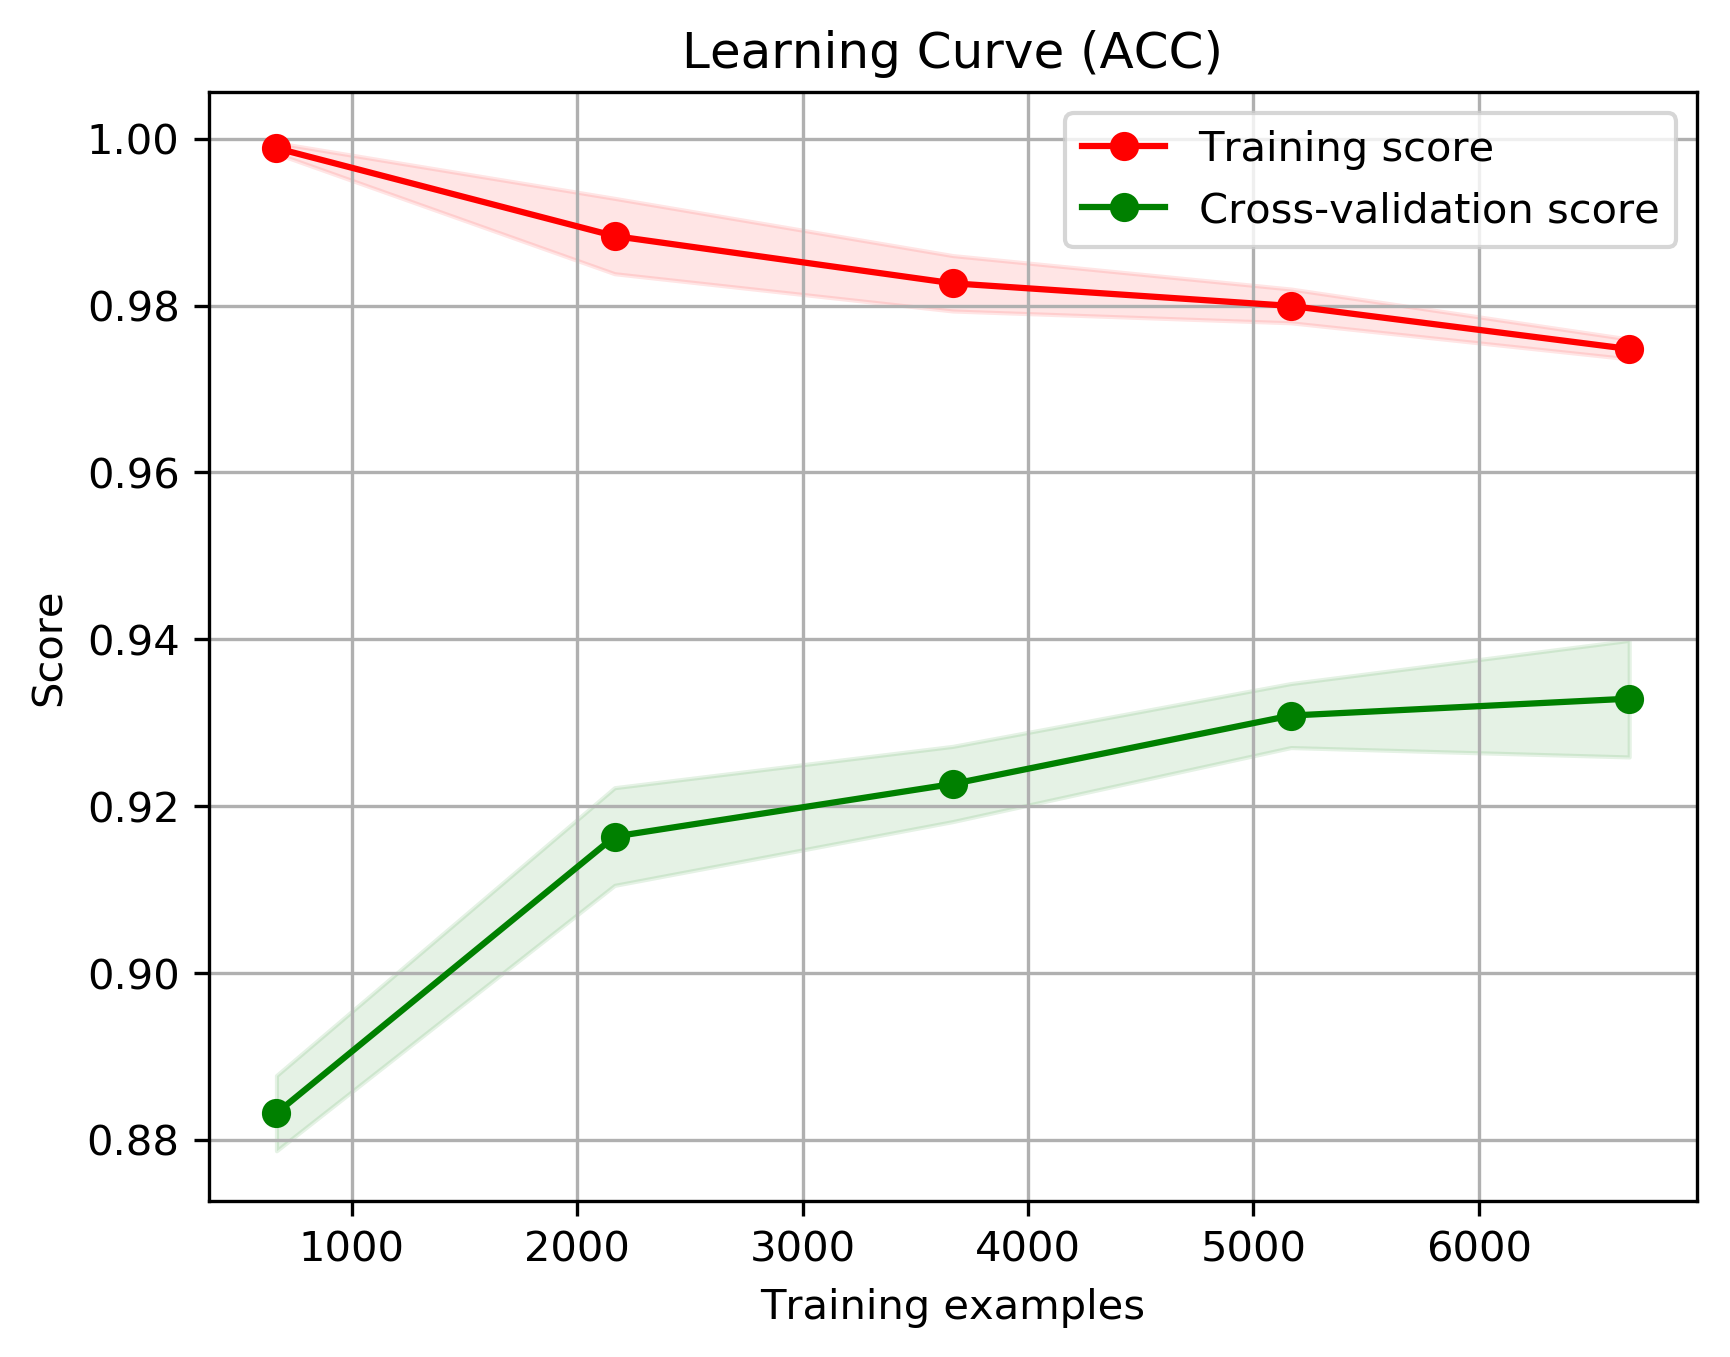 Learning Curve (ACC)
Training score
Cross-validation score
1.00
0.98
0.96
0.94
0.92
0.90
0.88
Score
1000 2000 3000 4000 5000 6000
Training examples